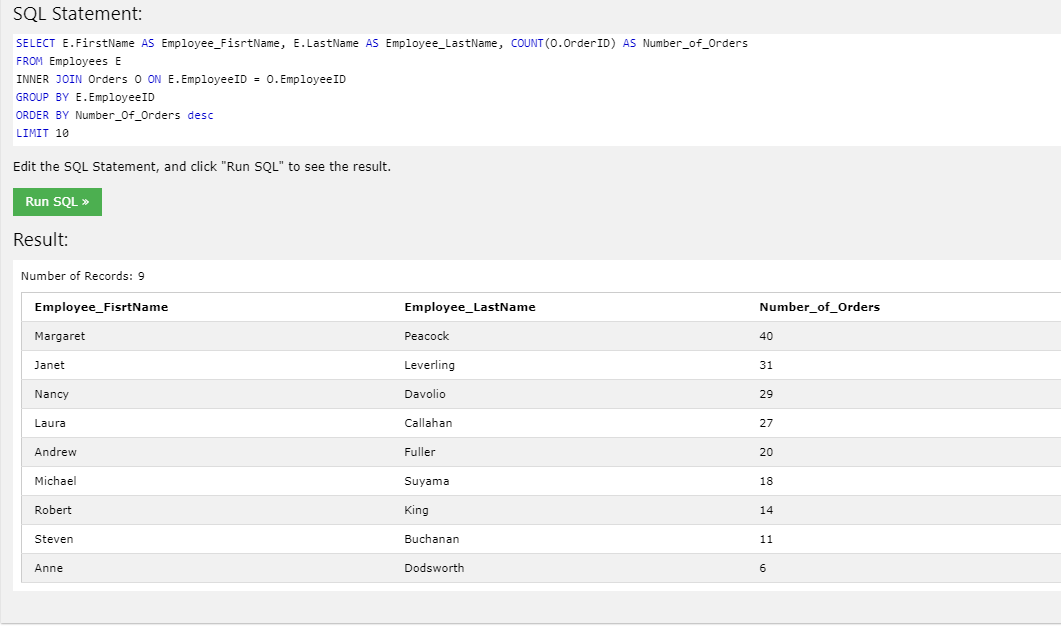 SQL Statement:
SELECT E.FirstName AS Employee_FisrtName, E.LastName AS Employee_LastName, COUNT(O.OrderID) AS Number_of_Orders
FROM Employees E
INNER JOIN Orders O ON E.EmployeeID = O.EmployeeID
GROUP BY E.EmployeeID
ORDER BY Number_Of_Orders desc
LIMIT 10
Edit the SQL Statement, and click "Run SQL" to see the result.
Run SQL »
Result:
Number of Records: 9
Employee_FisrtName Employee_LastName Number_of_Orders
Margaret Peacock 40
Janet Leverling 31
Nancy Davolio 29
Laura Callahan 27
Andrew Fuller 20
Michael Suyama 18
Robert King 14
Steven Buchanan 11
Anne Dodsworth 6